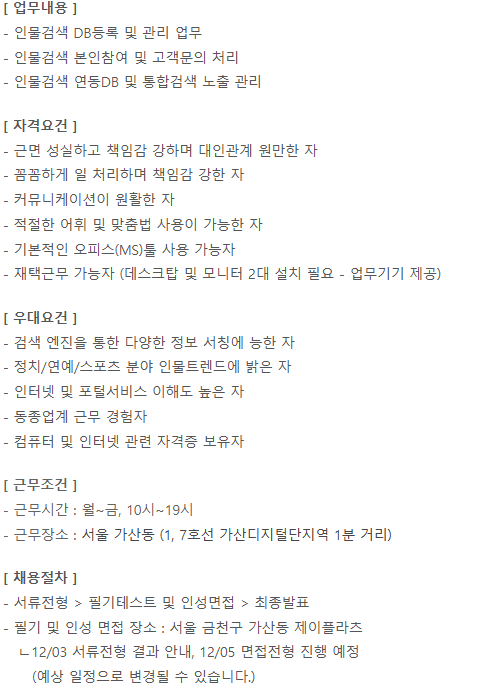 [ 업무내용 ]
- 인물검색 DB등록 및 관리 업무
- 인물검색 본인참여 및 고객문의 처리
- 인물검색 연동DB 및 통합검색 노출 관리
[ 자격요건 ]
- 근면 성실하고 책임감 강하며 대인관계 원만한 자
- 꼼꼼하게 일 처리하며 책임감 강한 자
- 커뮤니케이션이 원활한 자
- 적절한 어휘 및 맞춤법 사용이 가능한 자
- 기본적인 오피스(MS)툴 사용 가능자
- 재택근무 가능자 (데스크탑 및 모니터 2대 설치 필요 - 업무기기 제공)
[ 우대요건 ]
- 검색 엔진을 통한 다양한 정보 서칭에 능한 자
- 정치/연예/스포츠 분야 인물트렌드에 밝은 자
- 인터넷 및 포털서비스 이해도 높은 자
- 동종업계 근무 경험자
- 컴퓨터 및 인터넷 관련 자격증 보유자
[ 근무조건 ]
- 근무시간 : 월~금, 10시~19시
- 근무장소 : 서울 가산동 (1, 7호선 가산디지털단지역 1분 거리)
[ 채용절차 ]
- 서류전형 > 필기테스트 및 인성면접 > 최종발표
- 필기 및 인성 면접 장소 : 서울 금천구 가산동 제이플라츠
ㄴ12/03 서류전형 결과 안내, 12/05 면접전형 진행 예정
(예상 일정으로 변경될 수 있습니다.)